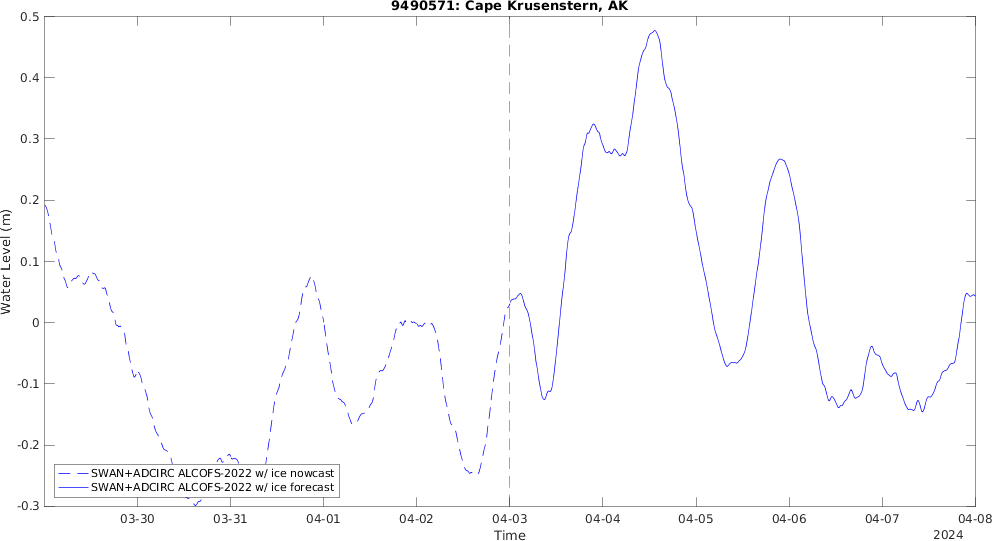 9490571: Cape Krusenstern, AK
0.5
0.4
0.3
0.2
0.1
0
-0.1
-0.2
-0.3
Water Level (m)
SWAN+ADCIRC ALCOFS-2022 w/ ice nowcast
SWAN+ADCIRC ALCOFS-2022 w/ ice forecast
03-30 03-31 04-01 04-02 04-03 04-04 04-05 04-06 04-07 04-08
Time
2024